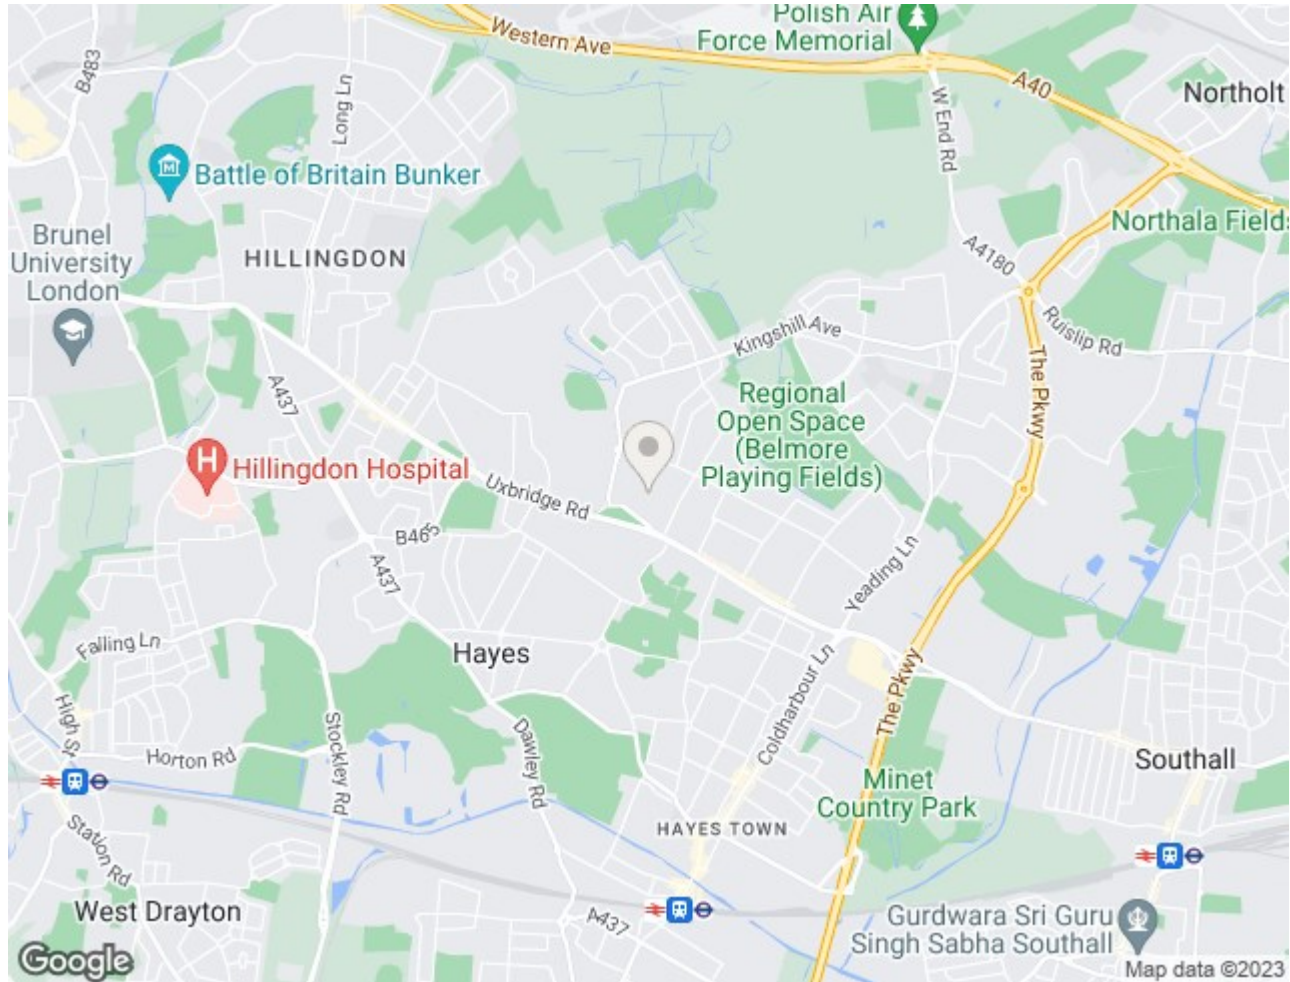 Polish Air
Force Memorial
Western Ave
A40
Northolt
B483
Long Ln
W End Rd
Battle of Britain Bunker
Northala Fields
Brunel
University
London
HILLINGDON
A4180
Ruislip Rd
Kingshill Ave
The Pkwy
A437
Regional
Open Space
(Belmore
Playing Fields)
H
Hillingdon Hospital
Uxbridge Rd
B465
A437
Yeading Ln
Falling Ln
Hayes
Coldharbour Ln
The Pkwy
High St
Stockley Rd
Dawley Rd
Horton Rd
Southall
Minet
Country Park
HAYES TOWN
Station Rd
West Drayton
A437
Gurdwara Sri Guru
Singh Sabha Southall
Google
Map data ©2023